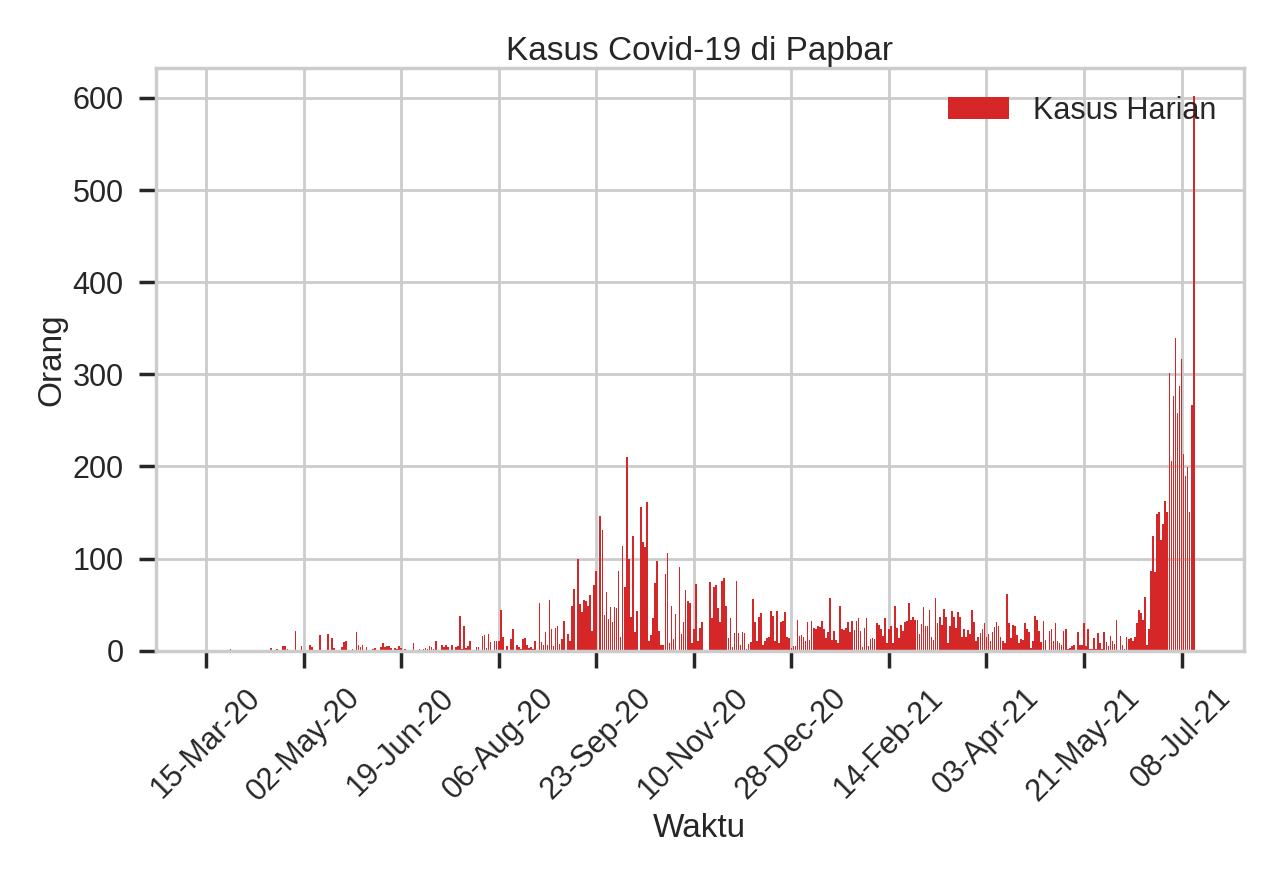 Kasus Covid-19 di Papbar
Kasus Harian
600
500
400
300
200
100
0
Orang
15-Mar-20
02-May-20
19-Jun-20
06-Aug-20
23-Sep-20
10-Nov-20
28-Dec-20
14-Feb-21
03-Apr-21
21-May-21
08-Jul-21
Waktu